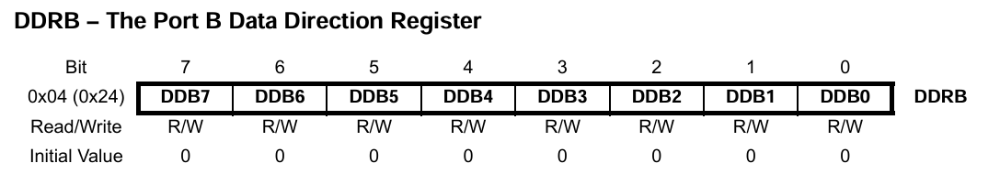 DDRB – The Port B Data Direction Register
Bit 7 6 5 4 3 2 1 0
0x04 (0x24) DDB7 DDB6 DDB5 DDB4 DDB3 DDB2 DDB1 DDB0 DDRB
Read/Write R/W R/W R/W R/W R/W R/W R/W R/W
Initial Value 0 0 0 0 0 0 0 0